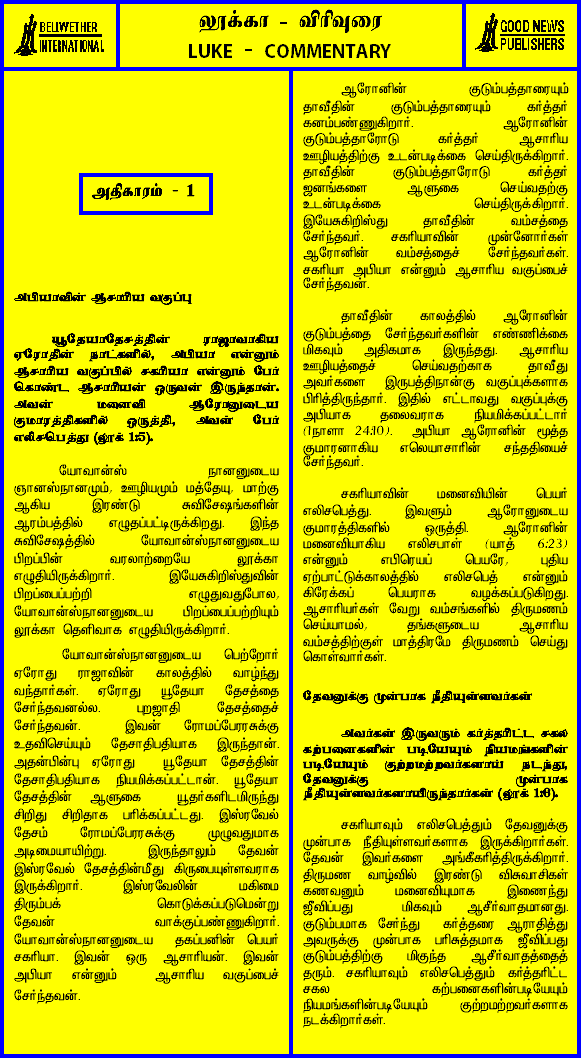 BELLWETHER
INTERNATIONAL
லூக்கா - விரிவுரை
LUKE - COMMENTARY
GOOD NEWS
PUBLISHERS
அதிகாரம் - 1
அபியாவின் ஆசாரிய வகுப்பு
யூதேயாதேசத்தின் ராஜாவாகிய
ஏரோதின் நாட்களில், அபியா என்னும்
ஆசாரிய வகுப்பில் சகரியா என்னும் பேர்
கொண்ட ஆசாரியன் ஒருவன் இருந்தான்.
அவன் மனைவி ஆரோனுடைய
குமாரத்திகளில் ஒருத்தி, அவள் பேர்
எலிசபெத்து (லூக் 1:5).
யோவான்ஸ் நானனுடைய
ஞானஸ்நானமும், ஊழியமும் மத்தேயு, மாற்கு
ஆகிய இரண்டு சுவிசேஷங்களின்
ஆரம்பத்தில் எழுதப்பட்டிருக்கிறது. இந்த
சுவிசேஷத்தில் யோவான்ஸ்நானனுடைய
பிறப்பின் வரலாற்றையே லூக்கா
எழுதியிருக்கிறார். இயேசுகிறிஸ்துவின்
பிறப்பைப்பற்றி எழுதுவதுபோல,
யோவான்ஸ்நானனுடைய பிறப்பைப்பற்றியும்
லூக்கா தெளிவாக எழுதியிருக்கிறார்.
யோவான்ஸ்நானனுடைய பெற்றோர்
ஏரோது ராஜாவின் காலத்தில் வாழ்ந்து
வந்தார்கள். ஏரோது யூதேயா தேசத்தை
சேர்ந்தவனல்ல. புறஜாதி தேசத்தைச்
சேர்ந்தவன். இவன் ரோமப்பேரரசுக்கு
உதவிசெய்யும் தேசாதிபதியாக இருந்தான்.
அதன்பின்பு ஏரோது யூதேயா தேசத்தின்
தேசாதிபதியாக நியமிக்கப்பட்டான். யூதேயா
தேசத்தின் ஆளுகை யூதர்களிடமிருந்து
சிறிது சிறிதாக பரிக்கப்பட்டது. இஸ்ரவேல்
தேசம் ரோமப்பேரரசுக்கு முழுவதுமாக
அடிமையாயிற்று. இருந்தாலும் தேவன்
இஸ்ரவேல் தேசத்தின்மீது கிருபையுள்ளவராக
இருக்கிறார். இஸ்ரவேலின் மகிமை
திரும்பக் கொடுக்கப்படுமென்று
தேவன் வாக்குப்பண்ணுகிறார்.
யோவான்ஸ்நானனுடைய தகப்பனின் பெயர்
சகரியா. இவன் ஒரு ஆசாரியன். இவன்
அபியா என்னும் ஆசாரிய வகுப்பைச்
சேர்ந்தவன்.
ஆரோனின் குடும்பத்தாரையும்
தாவீதின் குடும்பத்தாரையும் கர்த்தர்
கனம்பண்ணுகிறார். ஆரோனின்
குடும்பத்தாரோடு கர்த்தர் ஆசாரிய
ஊழியத்திற்கு உடன்படிக்கை செய்திருக்கிறார்.
தாவீதின் குடும்பத்தாரோடு கர்த்தர்
ஜனங்களை ஆளுகை செய்வதற்கு
உடன்படிக்கை செய்திருக்கிறார்.
இயேசுகிறிஸ்து தாவீதின் வம்சத்தை
சேர்ந்தவர். சகரியாவின் முன்னோர்கள்
ஆரோனின் வம்சத்தைச் சேர்ந்தவர்கள்.
சகரியா அபியா என்னும் ஆசாரிய வகுப்பைச்
சேர்ந்தவன்.
தாவீதின் காலத்தில் ஆரோனின்
குடும்பத்தை சேர்ந்தவர்களின் எண்ணிக்கை
மிகவும் அதிகமாக இருந்தது. ஆசாரிய
ஊழியத்தைச் செய்வதற்காக தாவீது
அவர்களை இருபத்திநான்கு வகுப்புக்களாக
பிரித்திருந்தார். இதில் எட்டாவது வகுப்புக்கு
அபியாக தலைவராக நியமிக்கப்பட்டார்
(1நாளா 24:10). அபியா ஆரோனின் மூத்த
குமாரனாகிய எலெயாசாரின் சந்ததியைச்
சேர்ந்தவர்.
சகரியாவின் மனைவியின் பெயர்
எலிசபெத்து. இவளும் ஆரோனுடைய
குமாரத்திகளில் ஒருத்தி. ஆரோனின்
மனைவியாகிய எலிசபாள் (யாத் 6:23)
என்னும் எபிரெயப் பெயரே, புதிய
ஏற்பாட்டுக்காலத்தில் எலிசபெத் என்னும்
கிரேக்கப் பெயராக வழக்கப்படுகிறது.
ஆசாரியர்கள் வேறு வம்சங்களில் திருமணம்
செய்யாமல், தங்களுடைய ஆசாரிய
வம்சத்திற்குள் மாத்திரமே திருமணம் செய்து
கொள்வார்கள்.
தேவனுக்கு முன்பாக நீதியுள்ளவர்கள்
அவர்கள் இருவரும் கர்த்தரிட்ட சகல
கற்பனைகளின் படியேயும் நியமங்களின்
படியேயும் குற்றமற்றவர்களாய் நடந்து,
தேவனுக்கு முன்பாக
நீதியுள்ளவர்களாயிருந்தார்கள் (லூக் 1:6).
சகரியாவும் எலிசபெத்தும் தேவனுக்கு
முன்பாக நீதியுள்ளவர்களாக இருக்கிறார்கள்.
தேவன் இவர்களை அங்கீகரித்திருக்கிறார்.
திருமண வாழ்வில் இரண்டு விசுவாசிகள்
கணவனும் மனைவியுமாக இணைந்து
ஜீவிப்பது மிகவும் ஆசீர்வாதமானது.
குடும்பமாக சேர்ந்து கர்த்தரை ஆராதித்து
அவருக்கு முன்பாக பரிசுத்தமாக ஜீவிப்பது
குடும்பத்திற்கு மிகுந்த ஆசீர்வாதத்தைத்
தரும். சகரியாவும் எலிசபெத்தும் கர்த்தரிட்ட
சகல கற்பனைகளின்படியேயும்
நியமங்களின்படியேயும் குற்றமற்றவர்களாக
நடக்கிறார்கள்.